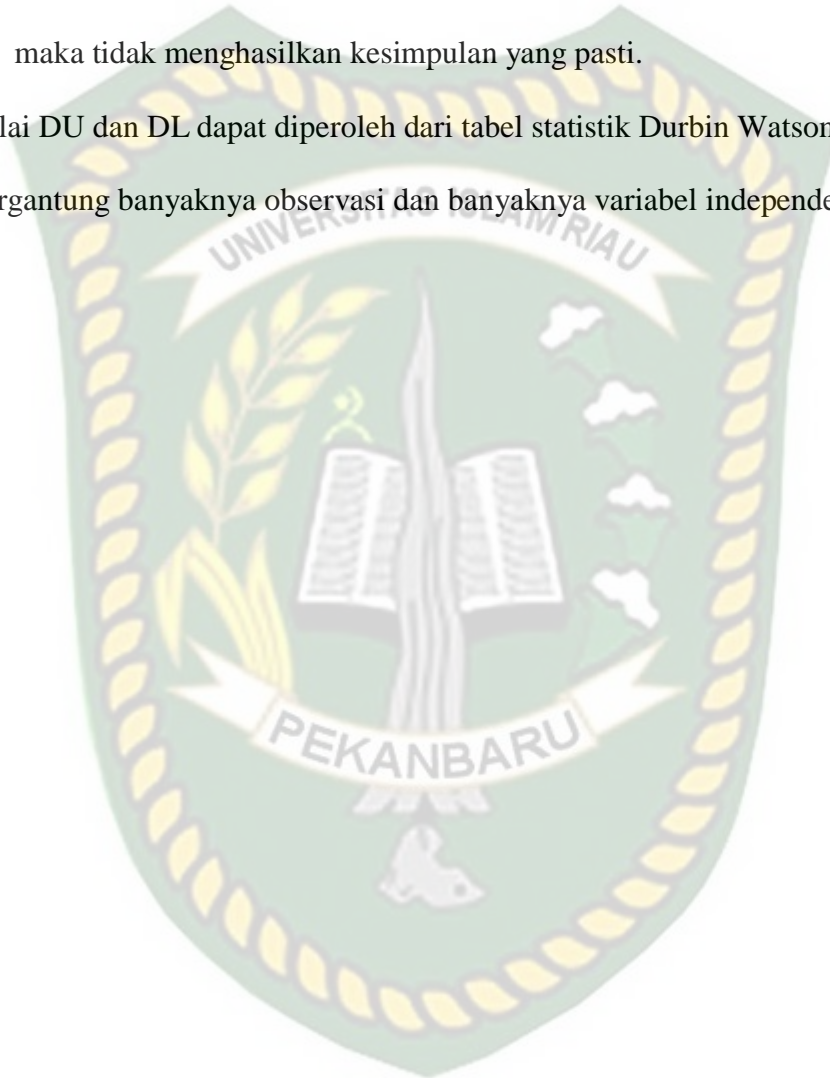 maka tidak menghasilkan kesimpulan yang pasti.
lai DU dan DL dapat diperoleh dari tabel statistik Durbin Watson
rgantung banyaknya observasi dan banyaknya variabel independe
UNIVERSITAS ISLAM RIAU
PEKANBARU